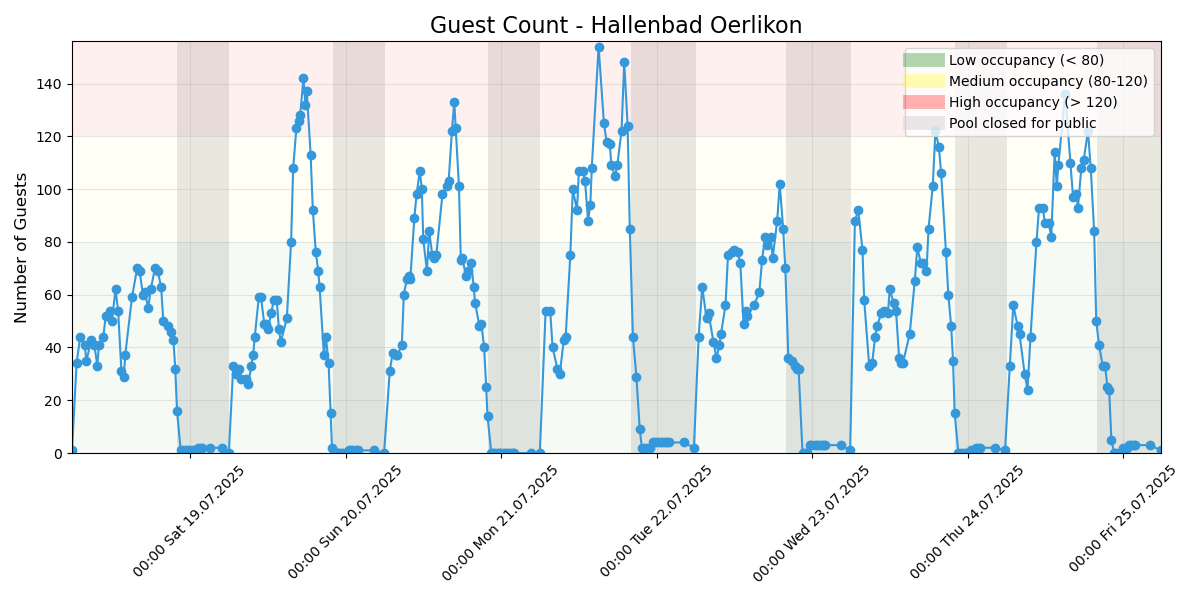 Guest Count - Hallenbad Oerlikon
Number of Guests
140
120
100
80
60
40
20
0
Low occupancy (< 80)
Medium occupancy (80-120)
High occupancy (> 120)
Pool closed for public
00:00 Sat 19.07.2025
00:00 Sun 20.07.2025
00:00 Mon 21.07.2025
00:00 Tue 22.07.2025
00:00 Wed 23.07.2025
00:00 Thu 24.07.2025
00:00 Fri 25.07.2025